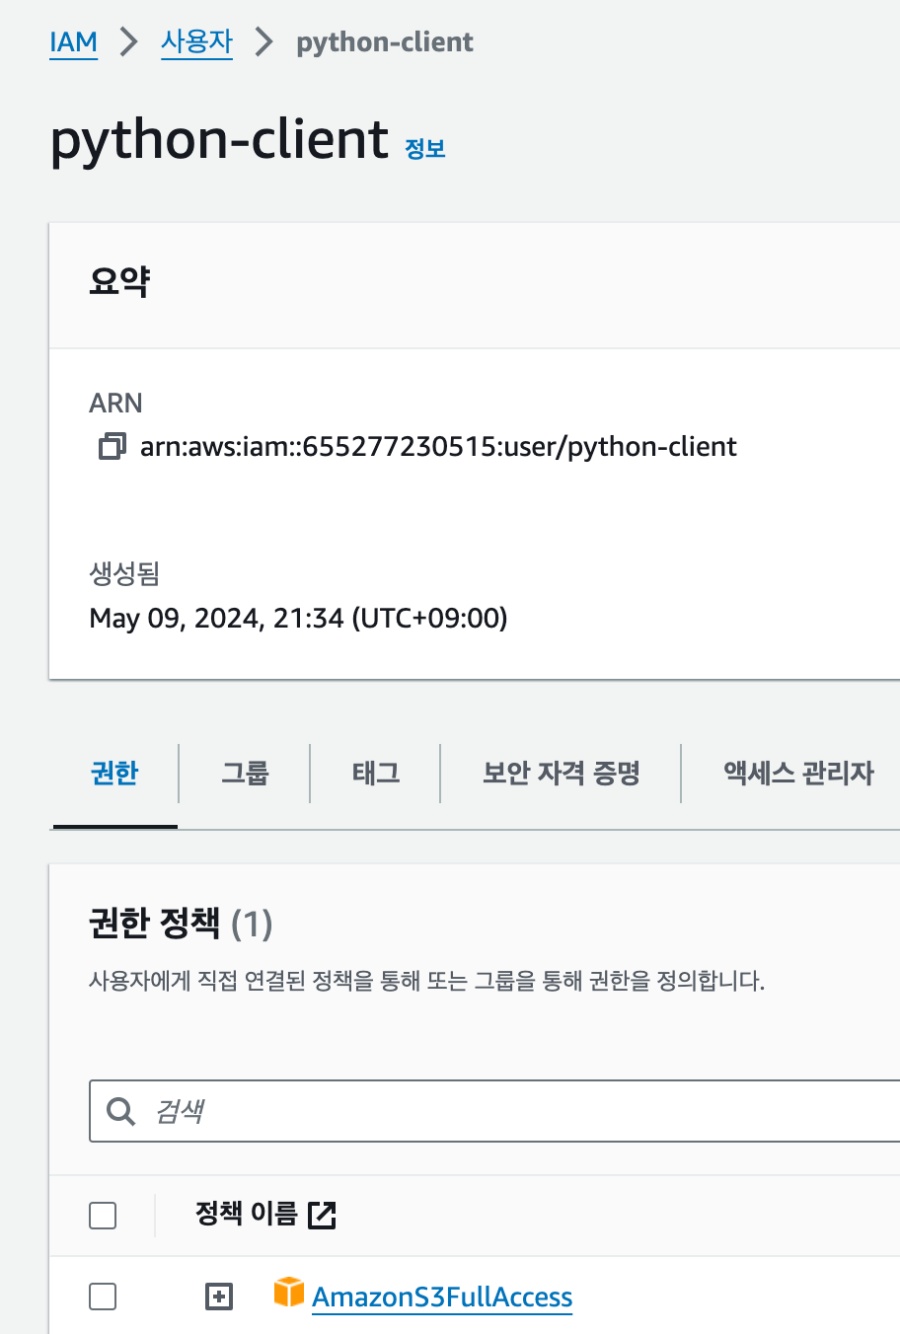 IAM > 사용자 > python-client
python-client 정보
요약
ARN
arn:aws:iam::655277230515:user/python-client
생성됨
May 09, 2024, 21:34 (UTC+09:00)
권한 그룹 태그 보안 자격 증명 액세스 관리자
권한 정책 (1)
사용자에게 직접 연결된 정책을 통해 또는 그룹을 통해 권한을 정의합니다.
검색
정책 이름
AmazonS3FullAccess